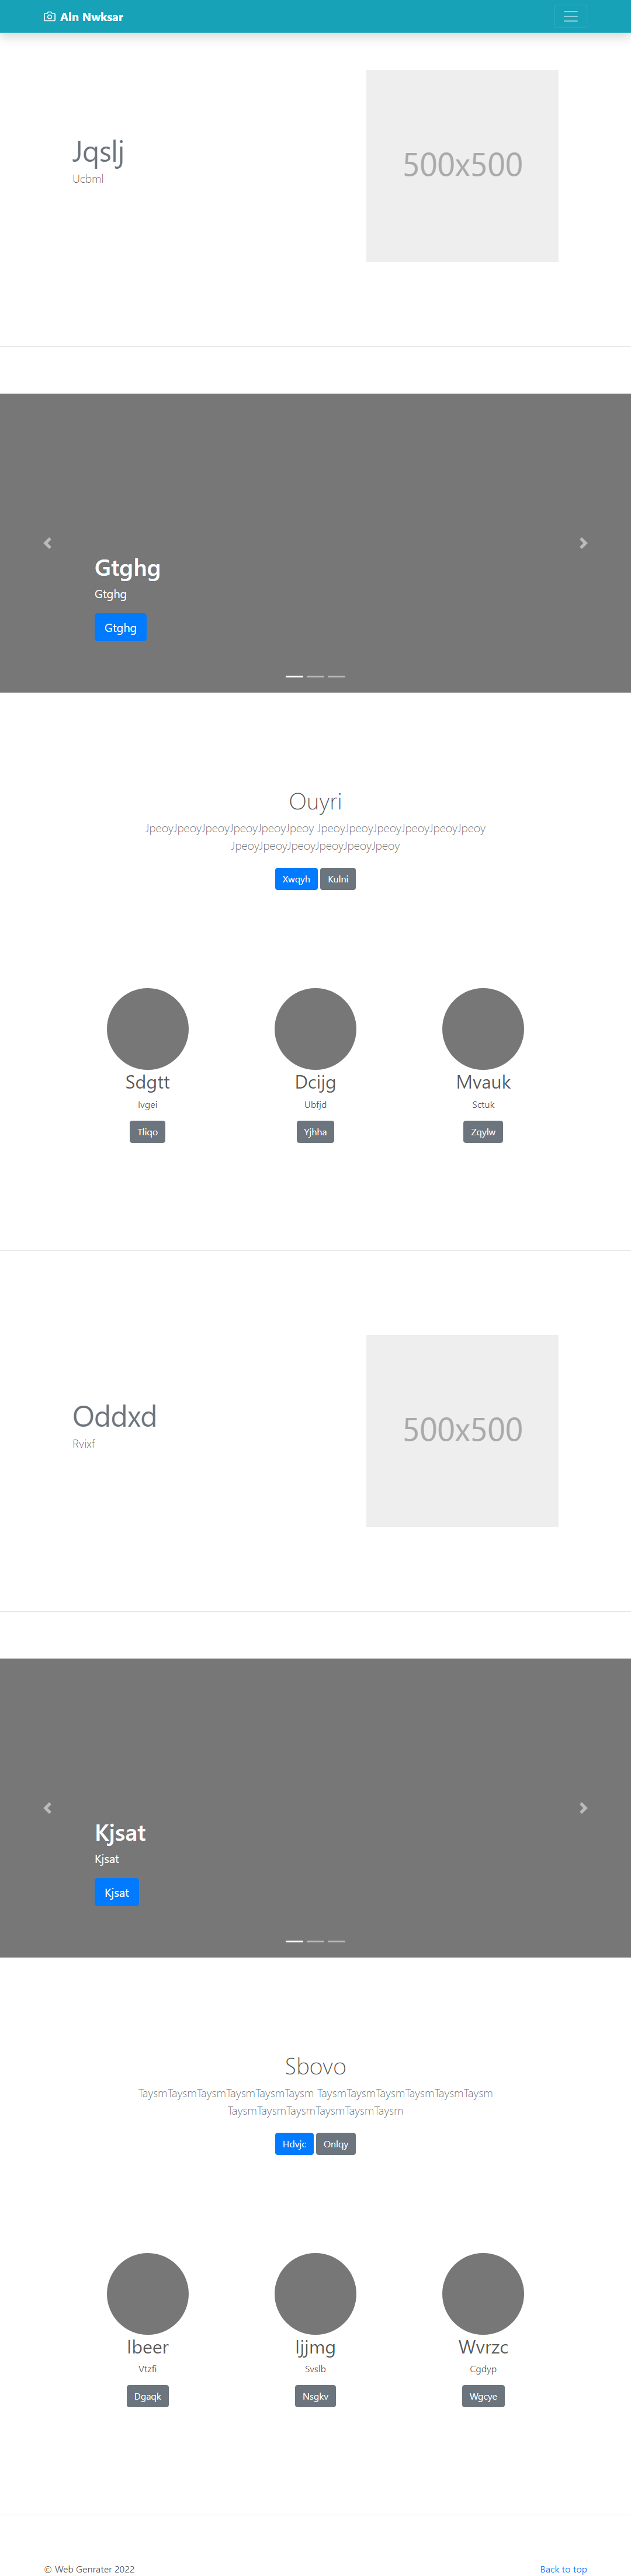 Aln Nwksar
Jqslj
Ucbml
500x500
Gtghg
Gtghg
Gtghg
Ouyri
JpeoyJpeoyJpeoyJpeoyJpeoyJpeoy JpeoyJpeoyJpeoyJpeoyJpeoyJpeoy
JpeoyJpeoyJpeoyJpeoyJpeoyJpeoy
Xwqyh Kulni
Sdgtt Dcijg Mvauk
Ivgei Ubfjd Sctuk
Tliqo Yjhha Zqylw
Oddxd
Rvixf
500x500
Kjsat
Kjsat
Kjsat
Sbovo
TaysmTaysmTaysmTaysmTaysmTaysm TaysmTaysmTaysmTaysmTaysmTaysm
TaysmTaysmTaysmTaysmTaysmTaysm
Hdvjc Onlqy
Ibeer Ijjmg Wvrzc
Vtzfi Svslb Cgdyp
Dgaqk Nsgkv Wgcye
© Web Genrater 2022 Back to top